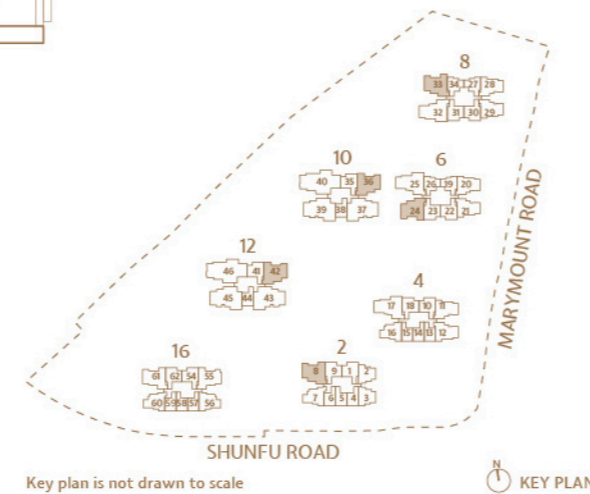 8
33 34 27 28
32 31 30 29
10
40 35 36
39 38 37
6
25 26 19 20
24 23 22 21
12
46 41 42
45 44 43
4
17 18 10 11
16 15 14 13 12
16
61 62 54 55
60 59 58 57 56
2
8 9 1 2
7 6 5 4 3
MARYMOUNT ROAD
SHUNFU ROAD
Key plan is not drawn to scale
N
KEY PLAN